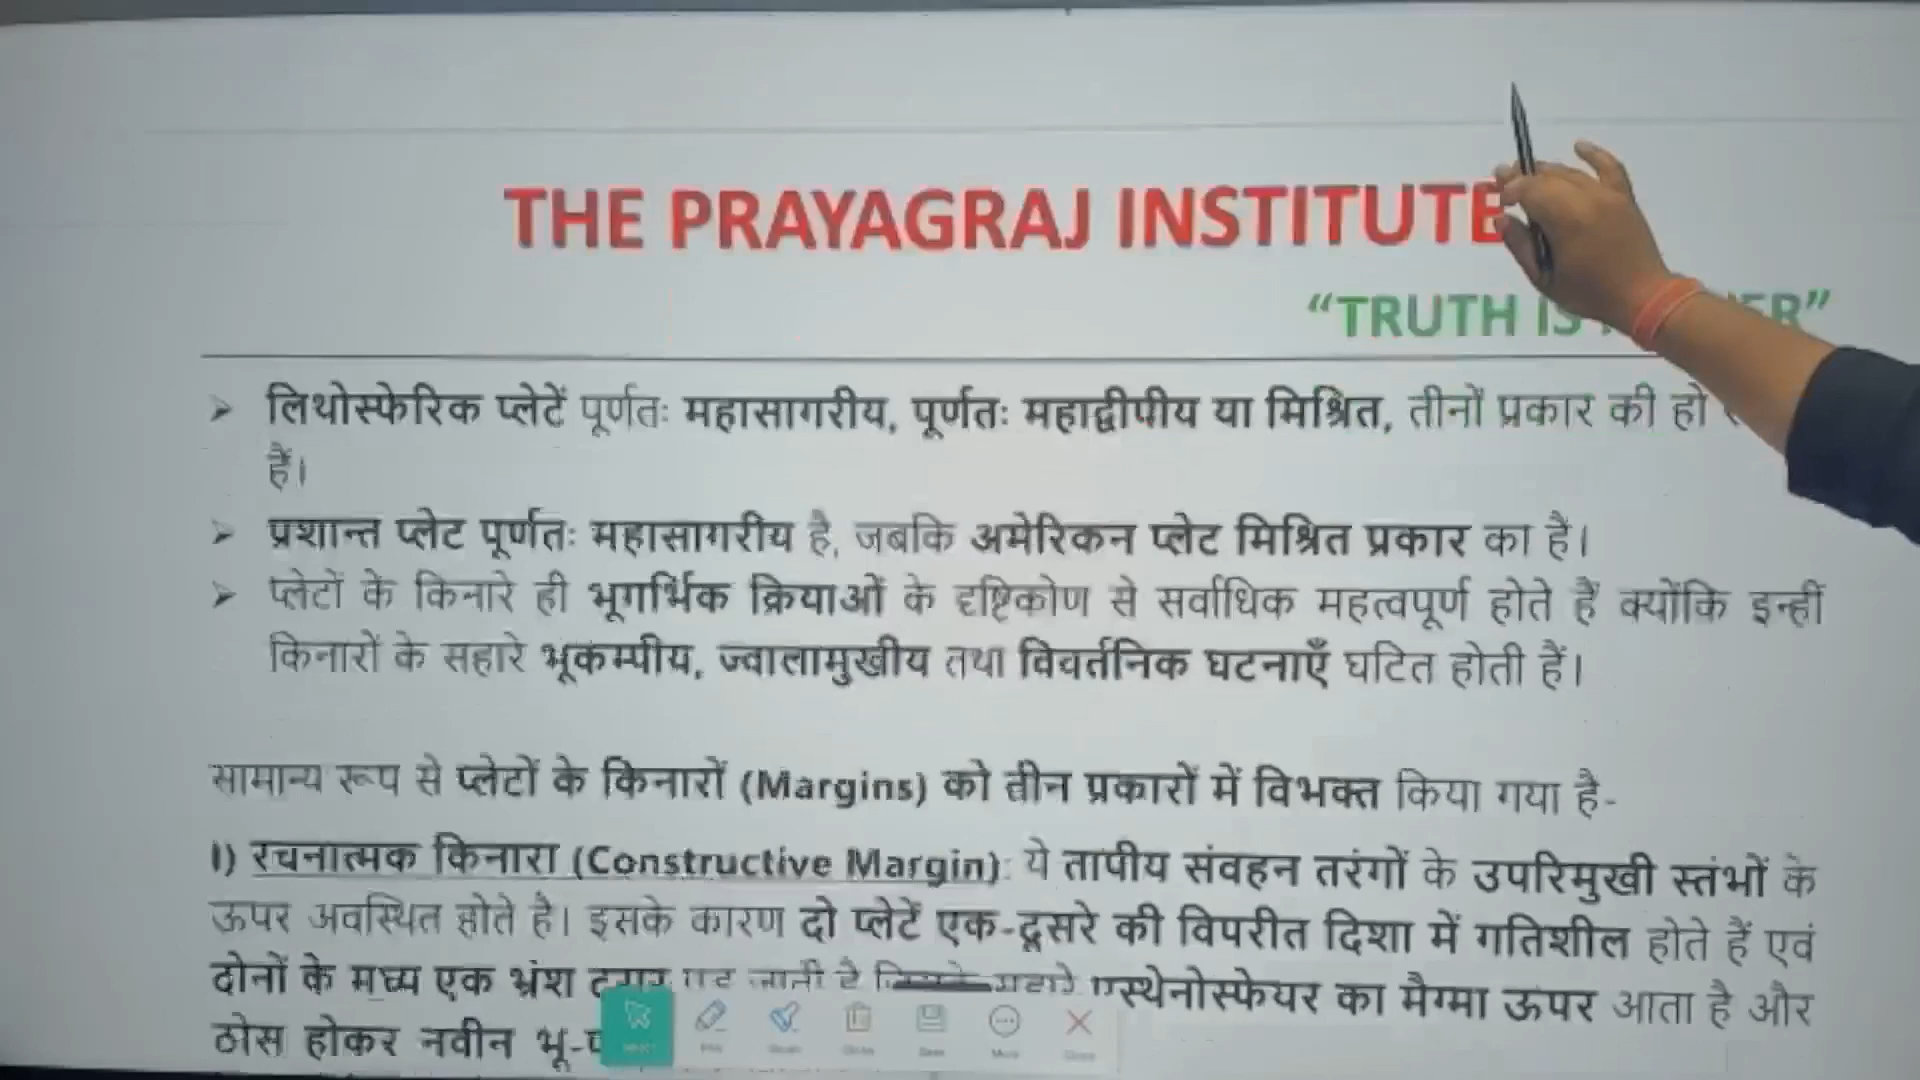 THE PRAYAGRAJ INSTITUTE
“TRUTH IS
➤ लिथोस्फेरिक प्लेटें पूर्णतः महासागरीय, पूर्णतः महाद्वीपीय या मिश्रित, तीनों प्रकार की हो
हैं।
➤ प्रशान्त प्लेट पूर्णतः महासागरीय है, जबकि अमेरिकन प्लेट मिश्रित प्रकार का है।
➤ प्लेटों के किनारे ही भूगर्भिक क्रियाओं के दृष्टिकोण से सर्वाधिक महत्वपूर्ण होते हैं क्योंकि इन्हीं
किनारों के सहारे भूकम्पीय, ज्वालामुखीय तथा विवर्तनिक घटनाएँ घटित होती हैं।
सामान्य रूप से प्लेटों के किनारों (Margins) को तीन प्रकारों में विभक्त किया गया है-
I) रचनात्मक किनारा (Constructive Margin): ये तापीय संवहन तरंगों के उपरिमुखी स्तंभों के
ऊपर अवस्थित होते है। इसके कारण दो प्लेटें एक-दूसरे की विपरीत दिशा में गतिशील होते हैं एवं
दोनों के मध्य एक भ्रंश एस्थेनोस्फेयर का मैग्मा ऊपर आता है और
ठोस होकर नवीन
More